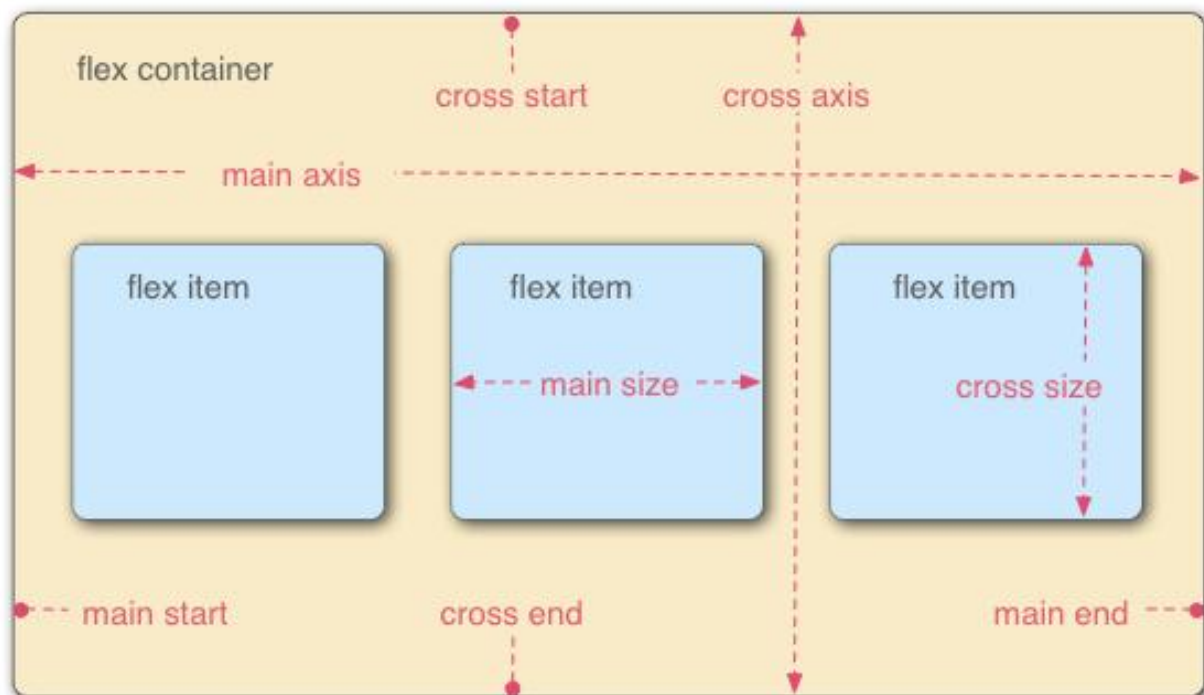 flex container
cross start
cross axis
main axis
flex item
flex item
flex item
main size
cross size
main start
cross end
main end